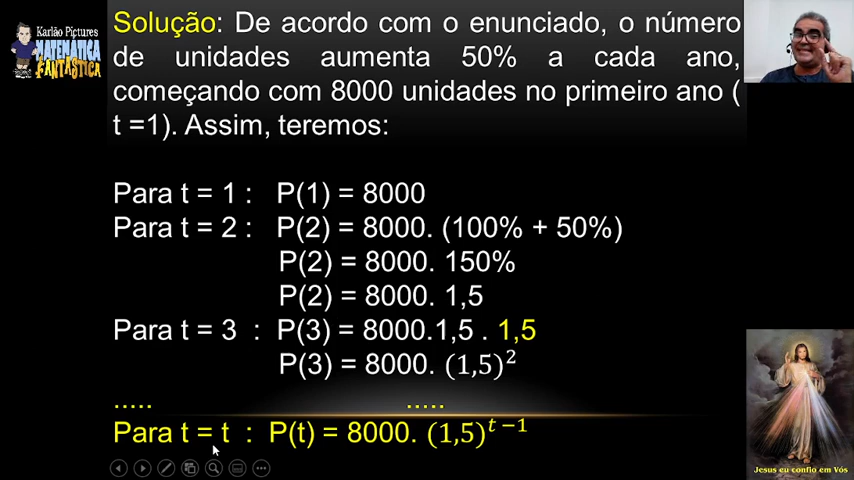 Karlão Pictures
MATEMÁTICA
FANTÁSTICA
Solução: De acordo com o enunciado, o número
de unidades aumenta 50% a cada ano,
começando com 8000 unidades no primeiro ano (
t =1). Assim, teremos:
Para t = 1 : P(1) = 8000
Para t = 2 : P(2) = 8000. (100% + 50%)
P(2) = 8000. 150%
P(2) = 8000. 1,5
Para t = 3 : P(3) = 8000.1,5 . 1,5
P(3) = 8000. (1,5)²
..... .....
Para t = t : P(t) = 8000. (1,5)^{t −1}
Jesus eu confio em Vós